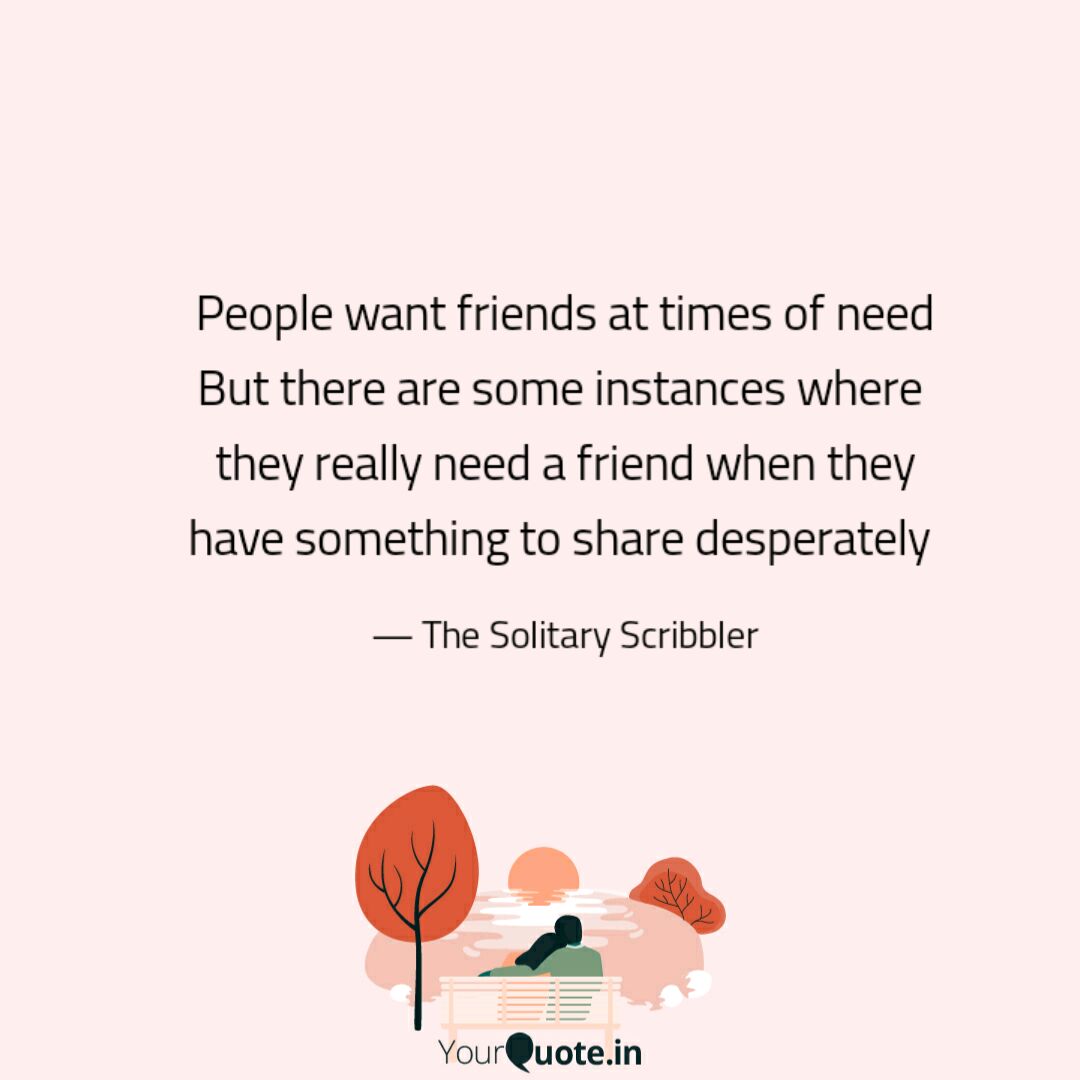 People want friends at times of need
But there are some instances where
they really need a friend when they
have something to share desperately
— The Solitary Scribbler
YourQuote.in